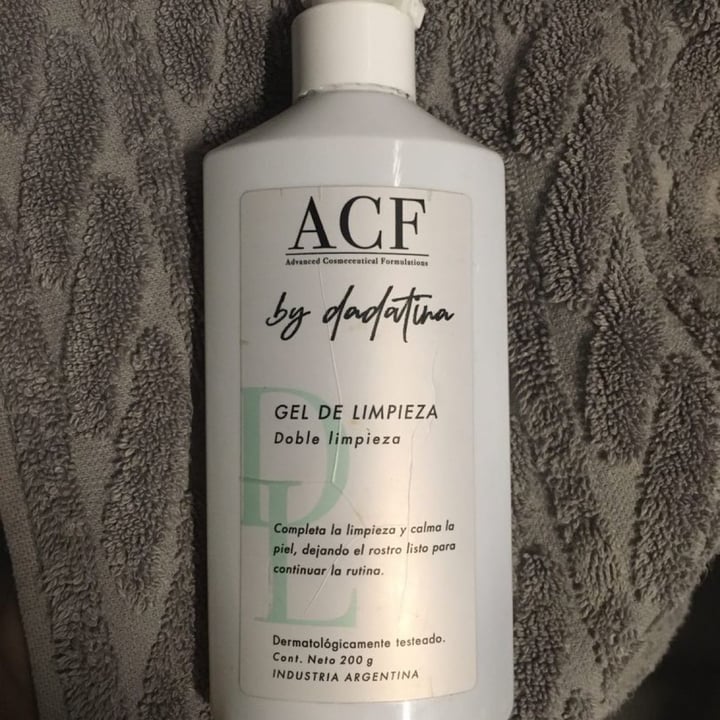 ACF
Advanced Cosmeceutical Formulations
by dadatina
DL
GEL DE LIMPIEZA
Doble limpieza
Completa la limpieza y calma la
piel, dejando el rostro listo para
continuar la rutina.
Dermatológicamente testeado.
Cont. Neto 200 g
INDUSTRIA ARGENTINA